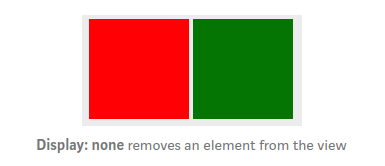 Display: none removes an element from the view